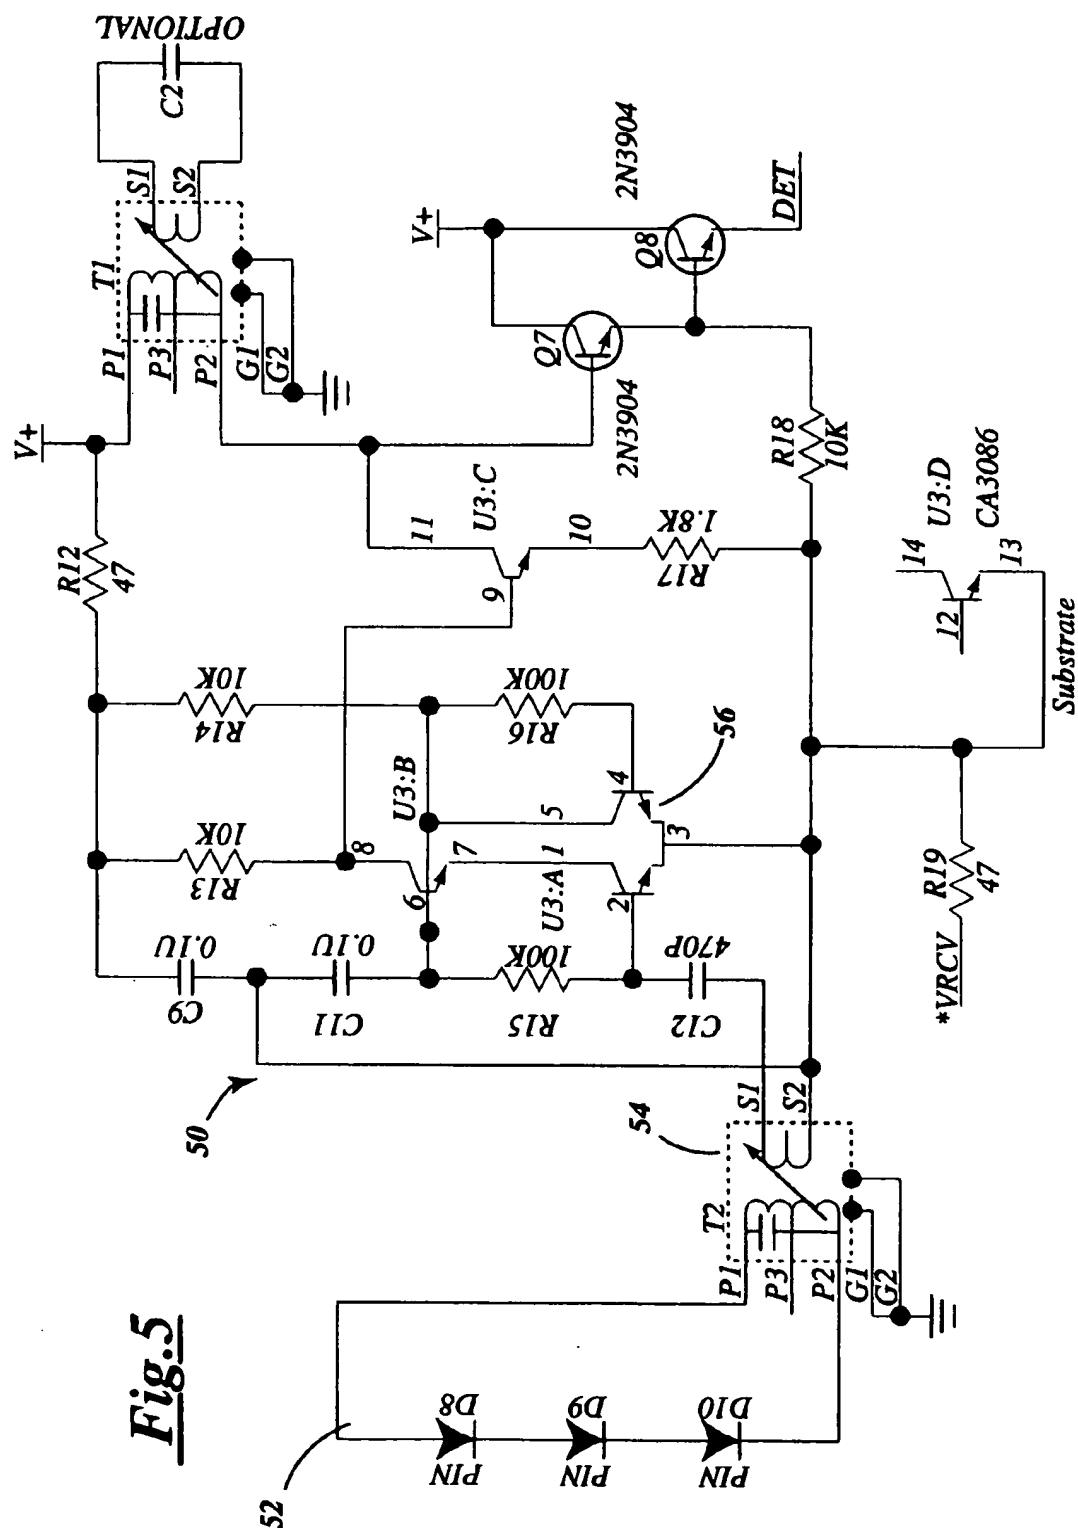 OPTIONAL
C2
S1
S2
T1
P1
P3
P2
G1
G2
V+
R12
47
V+
2N3904
Q8
DET
Q7
2N3904
R18
10K
U3:C
11
10
9
1.8K
R17
U3:D
CA3086
14
13
12
Substrate
10K
R14
100K
R16
U3:B
56
4
5
3
10K
R13
8
7
6
1
U3:A
2
R19
47
*VRCV
0.1U
C9
0.1U
C11
100K
R15
470P
C12
50
54
S1
S2
T2
P1
P3
P2
G1
G2
52
D8
PIN
D9
PIN
D10
PIN
Fig.5